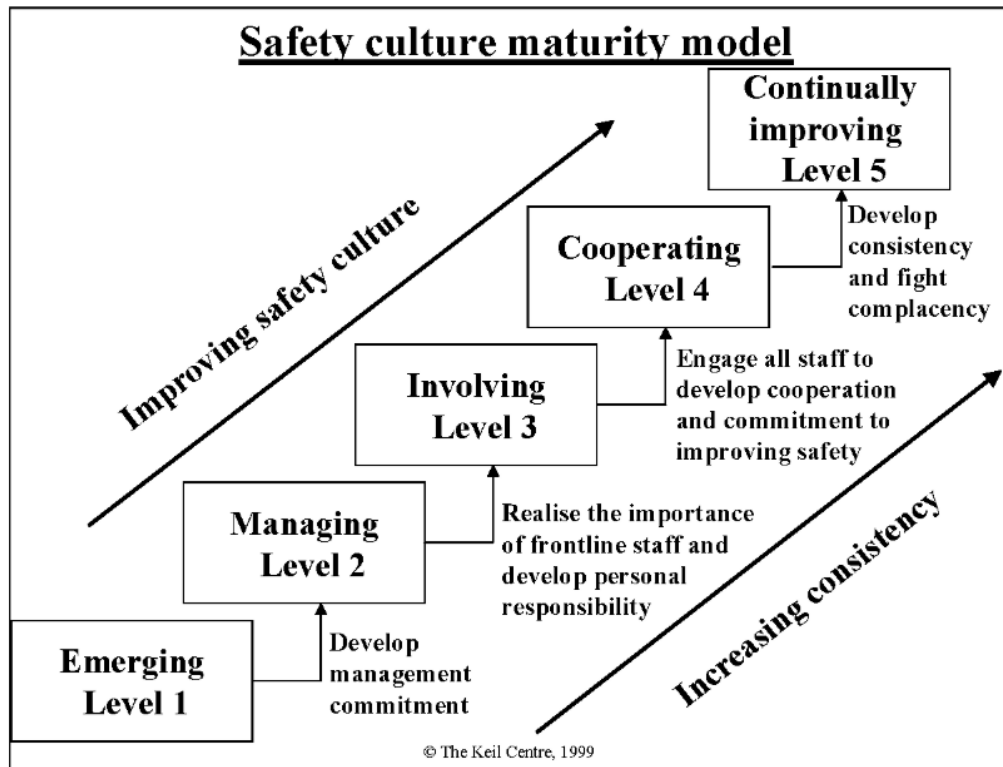 Safety culture maturity model
Continually
improving
Level 5
Improving safety culture
Develop
consistency
and fight
complacency
Cooperating
Level 4
Engage all staff to
develop cooperation
and commitment to
improving safety
Involving
Level 3
Realise the importance
of frontline staff and
develop personal
responsibility
Managing
Level 2
Increasing consistency
Develop
management
commitment
Emerging
Level 1
© The Keil Centre, 1999